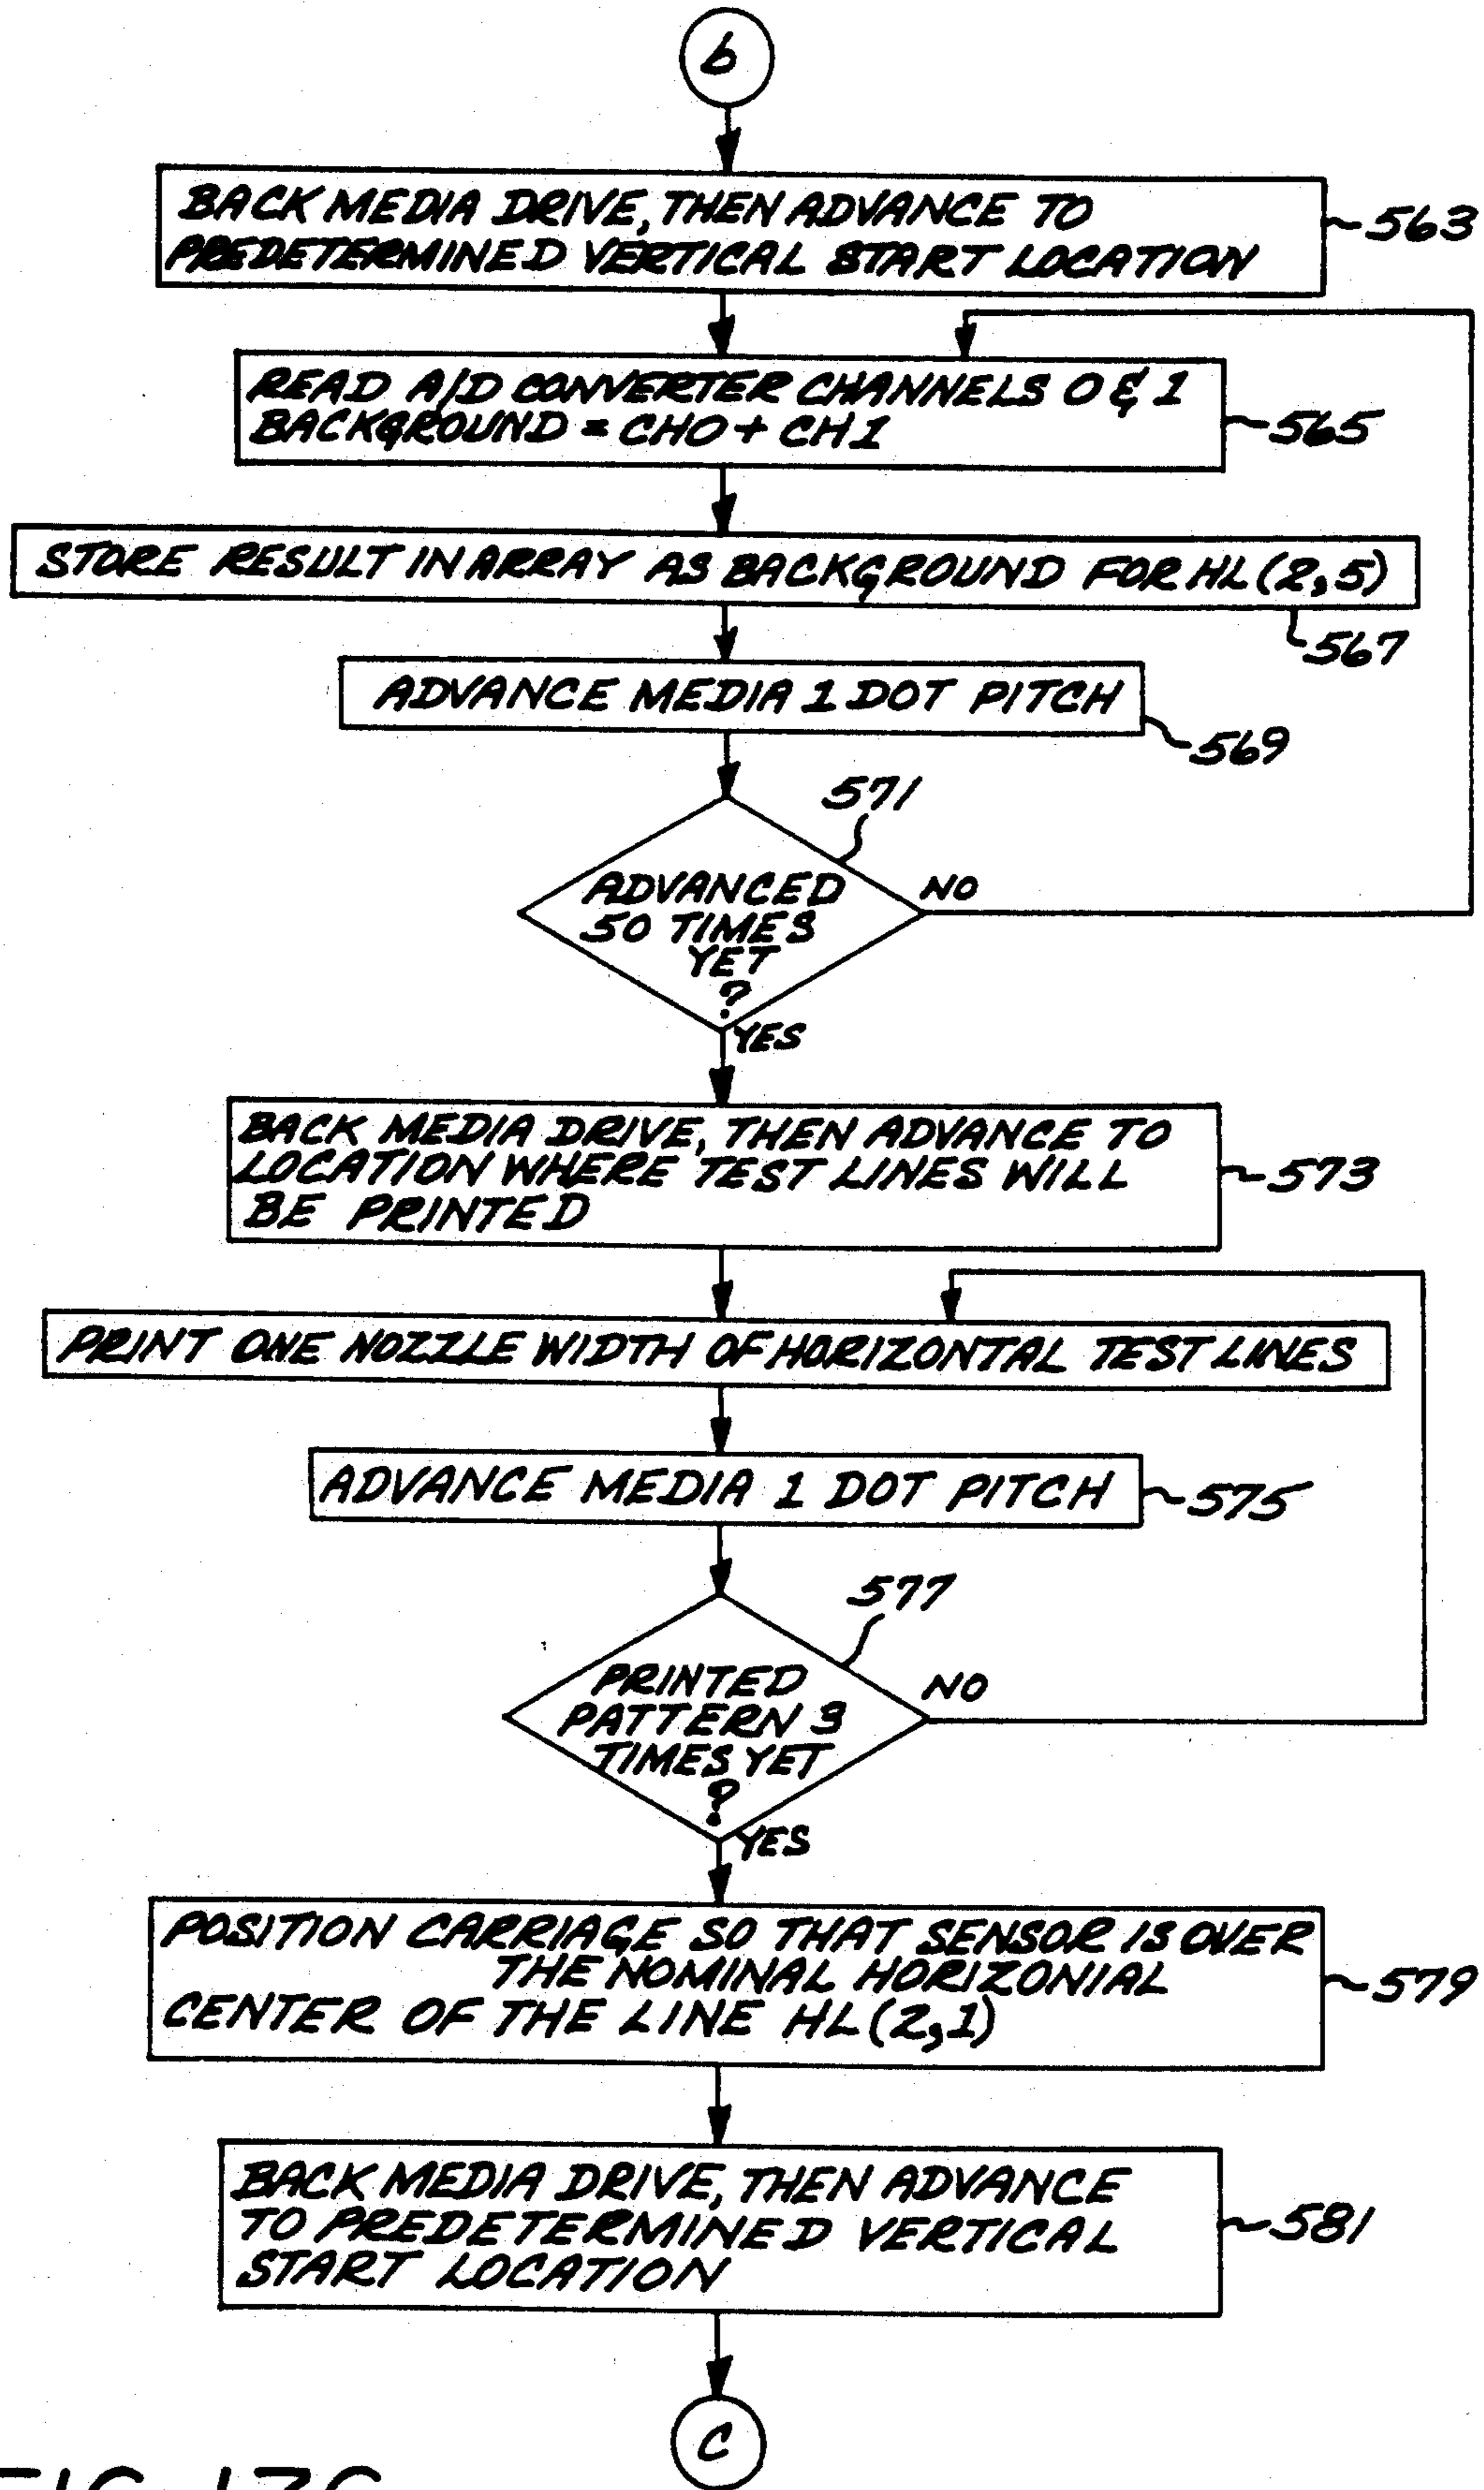 b
BACK MEDIA DRIVE, THEN ADVANCE TO
PREDETERMINED VERTICAL START LOCATION
563
READ A/D CONVERTER CHANNELS 0 & 1
BACKGROUND = CH0 + CH1
565
STORE RESULT IN ARRAY AS BACKGROUND FOR HL(2,5)
567
ADVANCE MEDIA 1 DOT PITCH
569
571
ADVANCED
50 TIMES
YET
?
NO
YES
BACK MEDIA DRIVE, THEN ADVANCE TO
LOCATION WHERE TEST LINES WILL
BE PRINTED
573
PRINT ONE NOZZLE WIDTH OF HORIZONTAL TEST LINES
ADVANCE MEDIA 1 DOT PITCH
575
577
PRINTED
PATTERN 3
TIMES YET
?
NO
YES
POSITION CARRIAGE SO THAT SENSOR IS OVER
THE NOMINAL HORIZONIAL
CENTER OF THE LINE HL(2,1)
579
BACK MEDIA DRIVE, THEN ADVANCE
TO PREDETERMINED VERTICAL
START LOCATION
581
C